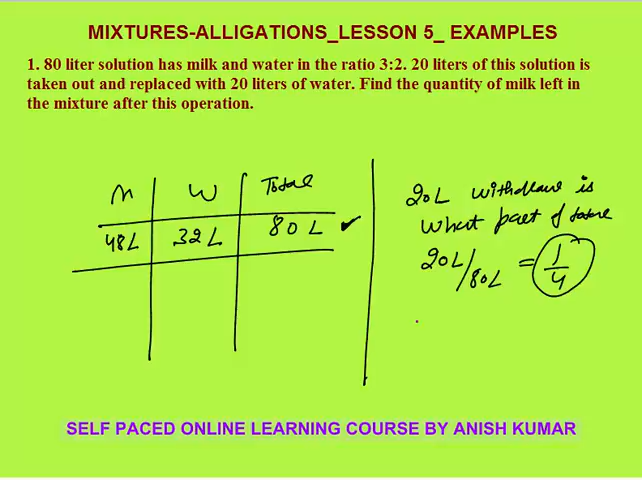 MIXTURES-ALLIGATIONS_LESSON 5_ EXAMPLES
1. 80 liter solution has milk and water in the ratio 3:2. 20 liters of this solution is
taken out and replaced with 20 liters of water. Find the quantity of milk left in
the mixture after this operation.
M W Total
48L 32L 80 L ✓
20L withdrawn is
what part of total
20L/80L = 1/4
SELF PACED ONLINE LEARNING COURSE BY ANISH KUMAR